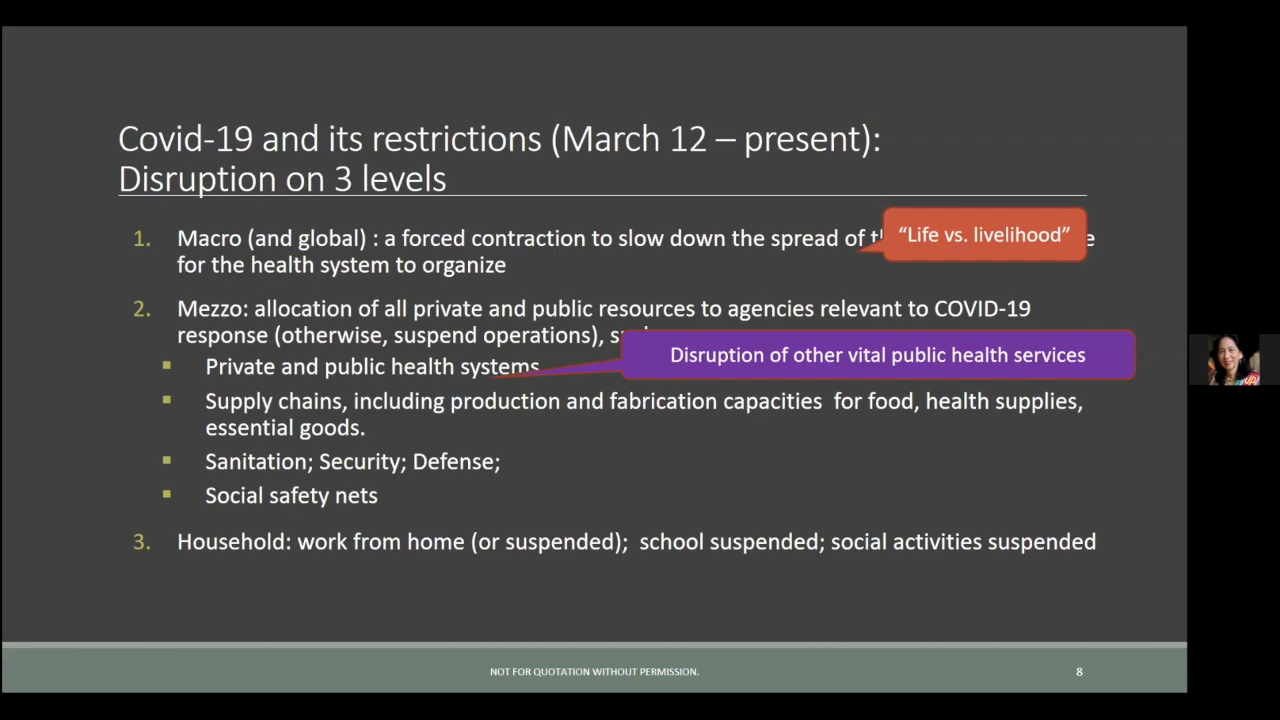 Covid-19 and its restrictions (March 12 – present):
Disruption on 3 levels
1. Macro (and global) : a forced contraction to slow down the spread of
“Life vs. livelihood”
for the health system to organize
2. Mezzo: allocation of all private and public resources to agencies relevant to COVID-19
response (otherwise, suspend operations),
Disruption of other vital public health services
▪ Private and public health systems
▪ Supply chains, including production and fabrication capacities for food, health supplies,
essential goods.
▪ Sanitation; Security; Defense;
▪ Social safety nets
3. Household: work from home (or suspended); school suspended; social activities suspended
NOT FOR QUOTATION WITHOUT PERMISSION.
8